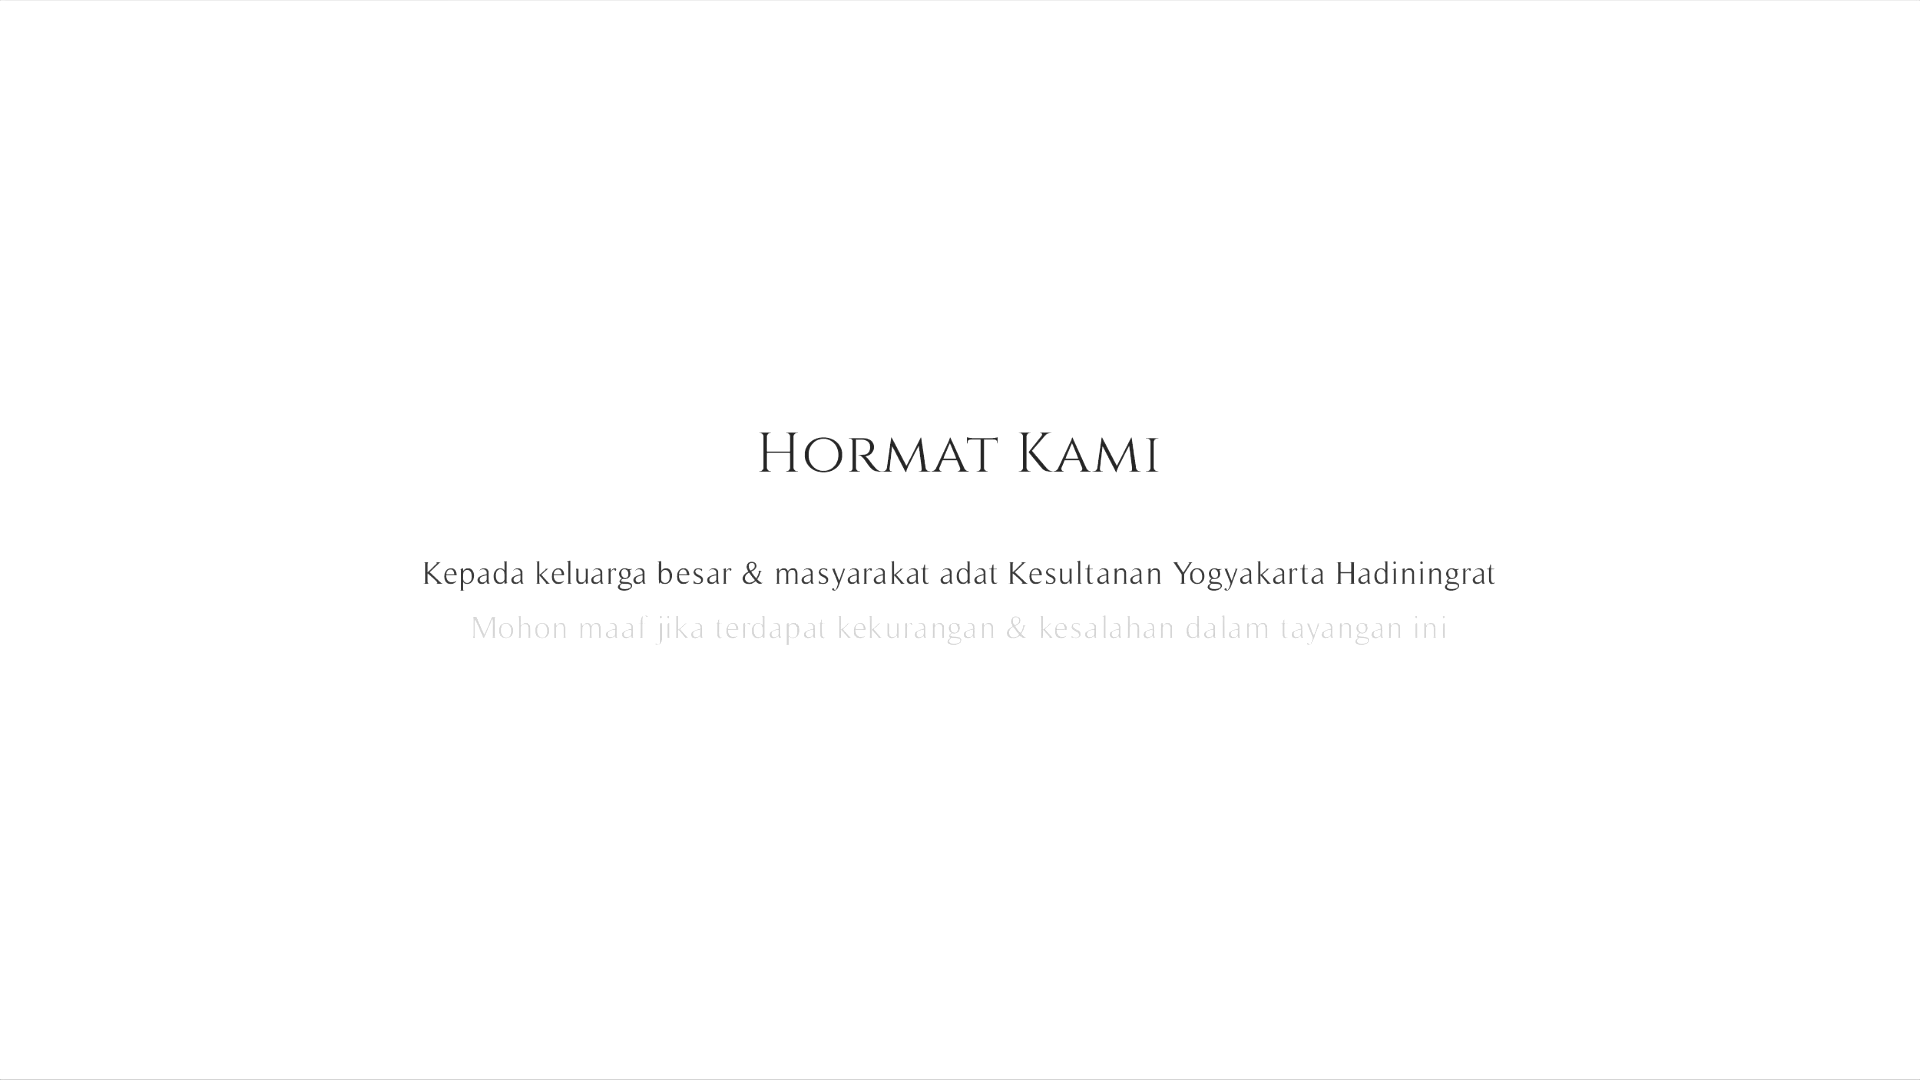 Hormat Kami
Kepada keluarga besar & masyarakat adat Kesultanan Yogyakarta Hadiningrat
Mohon maaf jika terdapat kekurangan & kesalahan dalam tayangan ini